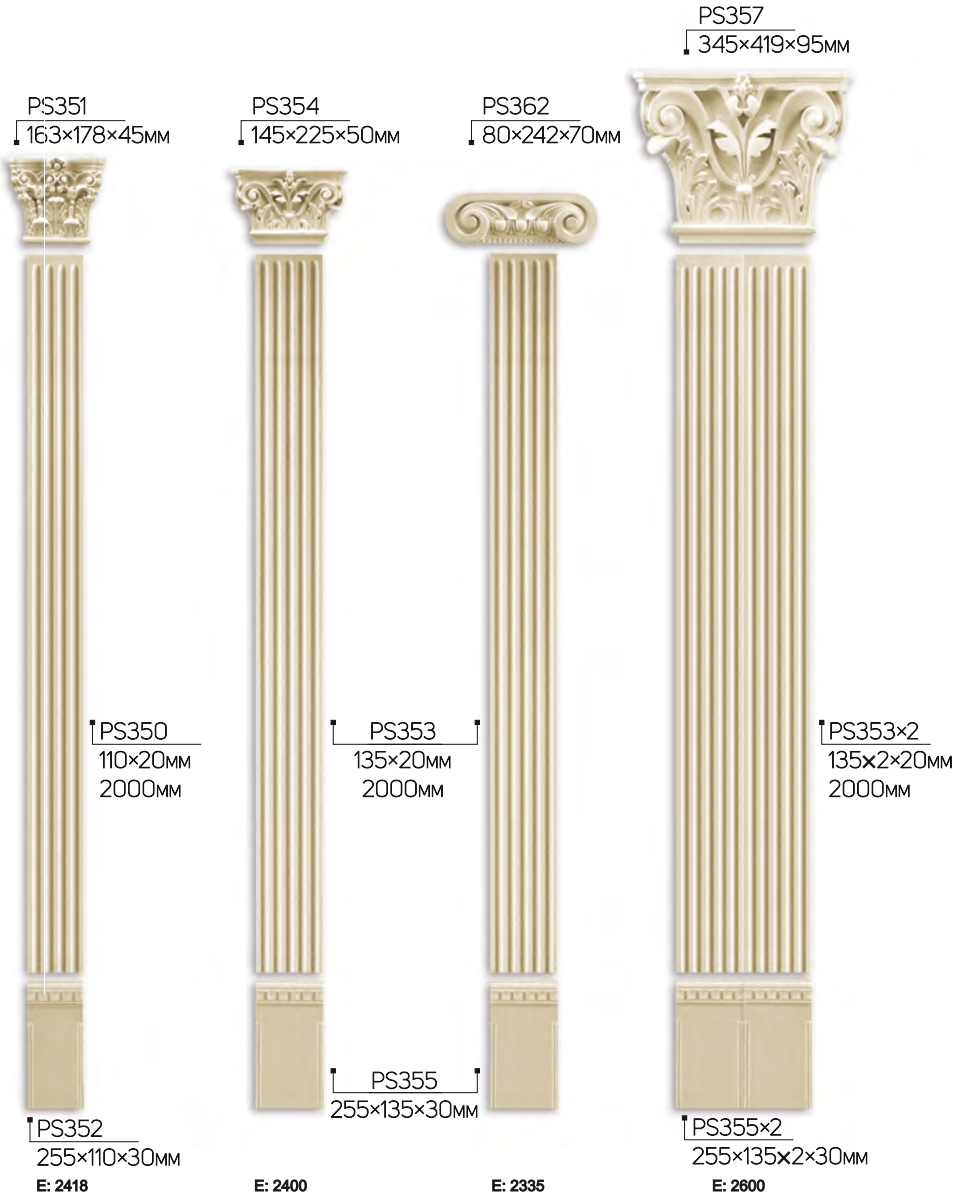 PS357
345×419×95мм
PS351
163×178×45мм
PS354
145×225×50мм
PS362
80×242×70мм
PS350
110×20мм
2000мм
PS353
135×20мм
2000мм
PS353×2
135×2×20мм
2000мм
PS355
255×135×30мм
PS352
255×110×30мм
PS355×2
255×135×2×30мм
E: 2418
E: 2400
E: 2335
E: 2600